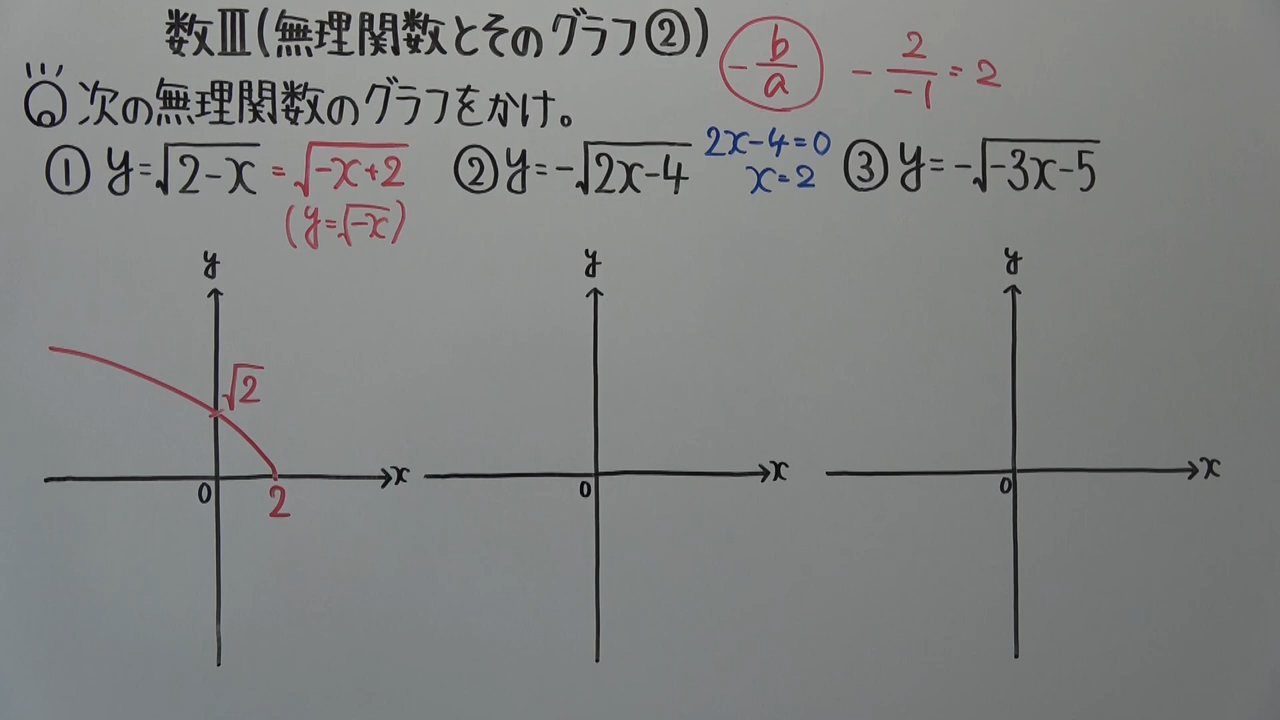 数Ⅲ(無理関数とそのグラフ②)
-b/a
-2/-1=2
Q 次の無理関数のグラフをかけ。
① y=√2-x =√-x+2
(y=√-x)
② y=-√2x-4
2x-4=0
x=2
③ y=-√-3x-5
y
√2
x
0
2
y
x
0
y
x
0